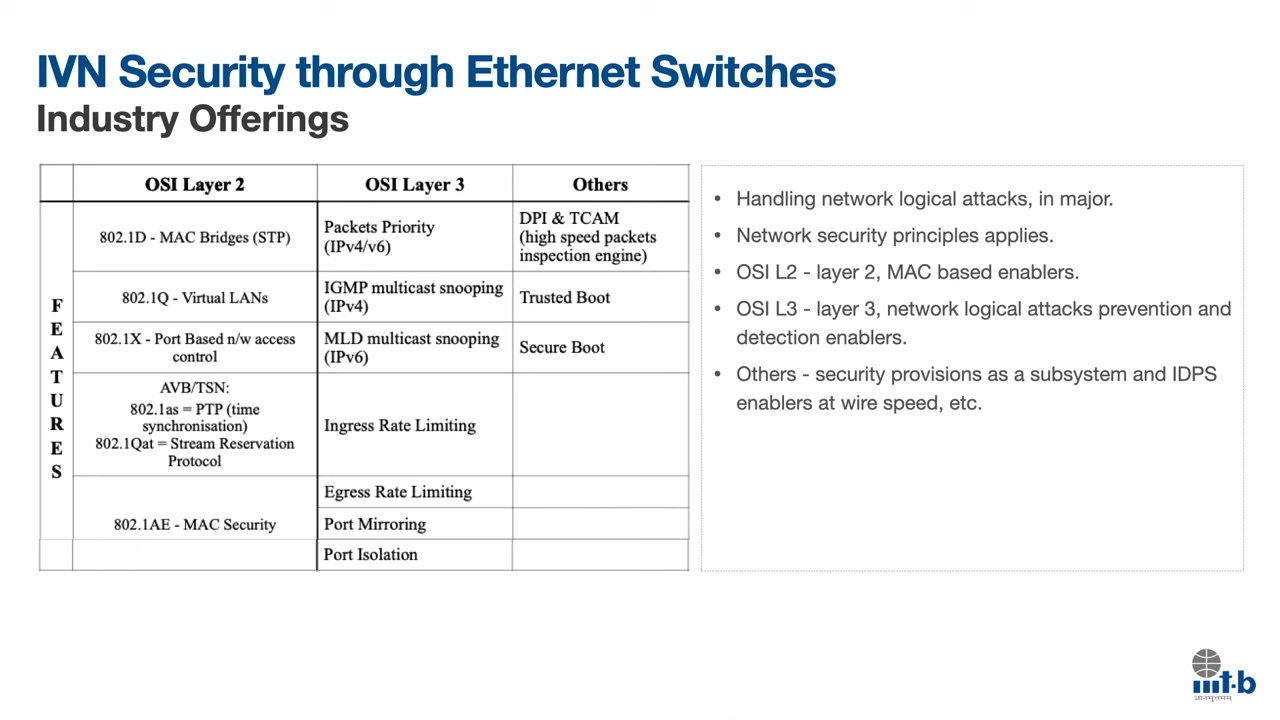 IVN Security through Ethernet Switches
Industry Offerings
OSI Layer 2
OSI Layer 3
Others
F
E
A
T
U
R
E
S
802.1D - MAC Bridges (STP)
Packets Priority
(IPv4/v6)
DPI & TCAM
(high speed packets
inspection engine)
802.1Q - Virtual LANs
IGMP multicast snooping
(IPv4)
Trusted Boot
802.1X - Port Based n/w access
control
MLD multicast snooping
(IPv6)
Secure Boot
AVB/TSN:
802.1as = PTP (time
synchronisation)
802.1Qat = Stream Reservation
Protocol
Ingress Rate Limiting
802.1AE - MAC Security
Egress Rate Limiting
Port Mirroring
Port Isolation
• Handling network logical attacks, in major.
• Network security principles applies.
• OSI L2 - layer 2, MAC based enablers.
• OSI L3 - layer 3, network logical attacks prevention and
detection enablers.
• Others - security provisions as a subsystem and IDPS
enablers at wire speed, etc.
iiit-b
ज्ञानमुत्तमम्